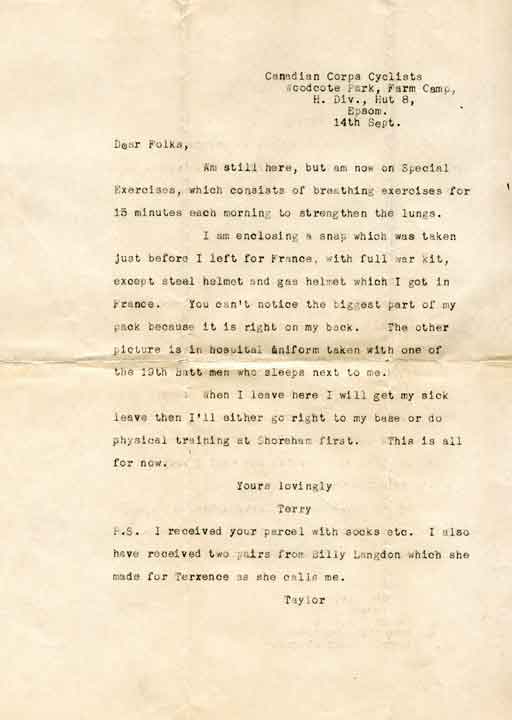 Canadian Corps Cyclists
Woodcote Park, Farm Camp,
H. Div., Hut 8,
Epsom.
14th Sept.
Dear Folks,
Am still here, but am now on Special
Exercises, which consists of breathing exercises for
15 minutes each morning to strengthen the lungs.
I am enclosing a snap which was taken
just before I left for France, with full war kit,
except steel helmet and gas helmet which I got in
France. You can't notice the biggest part of my
pack because it is right on my back. The other
picture is in hospital uniform taken with one of
the 19th Batt men who sleeps next to me.
When I leave here I will get my sick
leave then I'll either go right to my base or do
physical training at Shoreham first. This is all
for now.
Yours lovingly
Terry
P.S. I received your parcel with socks etc. I also
have received two pairs from Billy Langdon which she
made for Terxence as she calls me.
Taylor